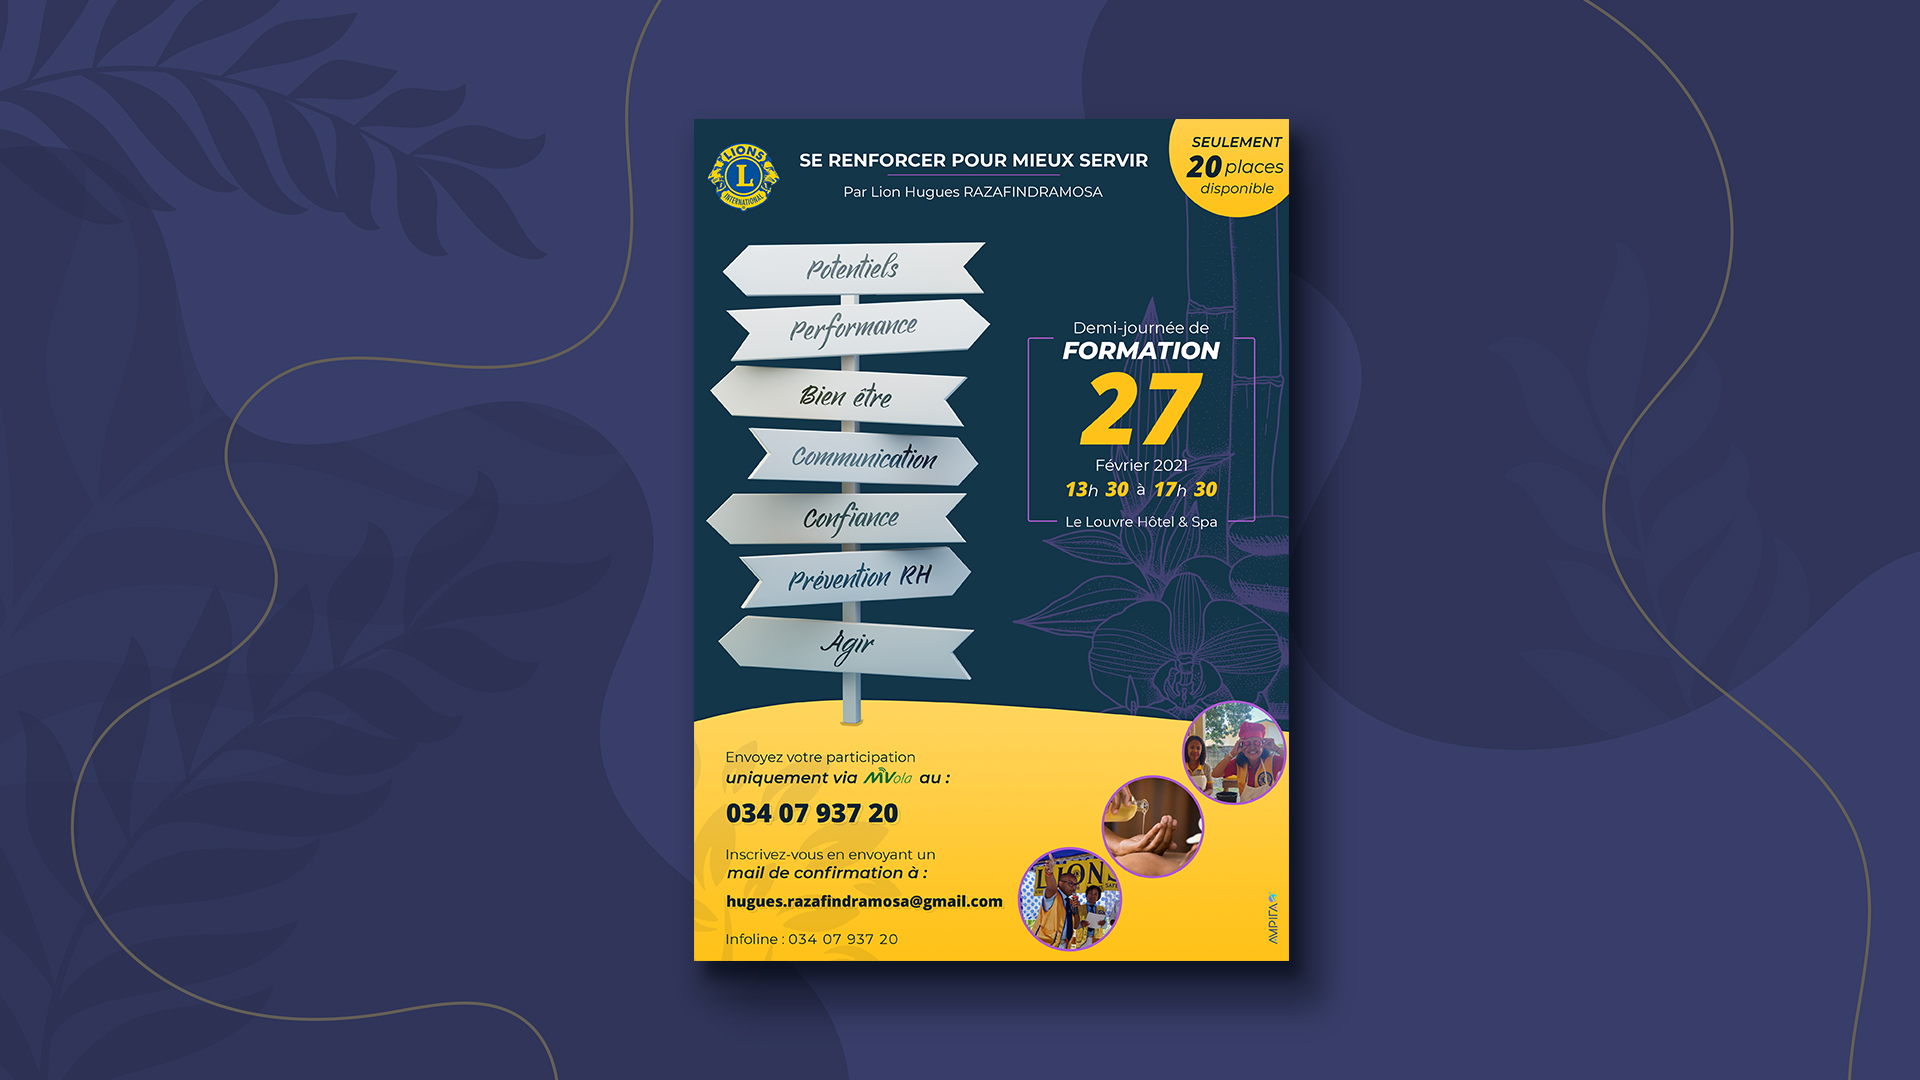 LIONS
L
INTERNATIONAL
SE RENFORCER POUR MIEUX SERVIR
Par Lion Hugues RAZAFINDRAMOSA
SEULEMENT
20 places
disponible
Potentiels
Performance
Bien être
Communication
Confiance
Prévention RH
Agir
Demi-journée de
FORMATION
27
Février 2021
13h 30 à 17h 30
Le Louvre Hôtel & Spa
Envoyez votre participation
uniquement via MVola au :
034 07 937 20
Inscrivez-vous en envoyant un
mail de confirmation à :
hugues.razafindramosa@gmail.com
Infoline : 034 07 937 20
LIONS